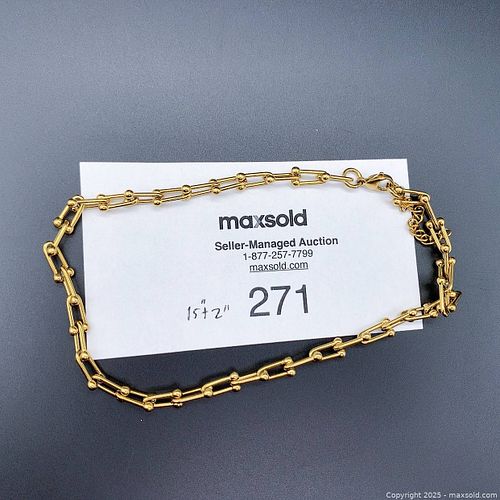 maxsold
Seller-Managed Auction
1-877-257-7799
maxsold.com
15"+2" 271
Copyright © 2025 - maxsold.com